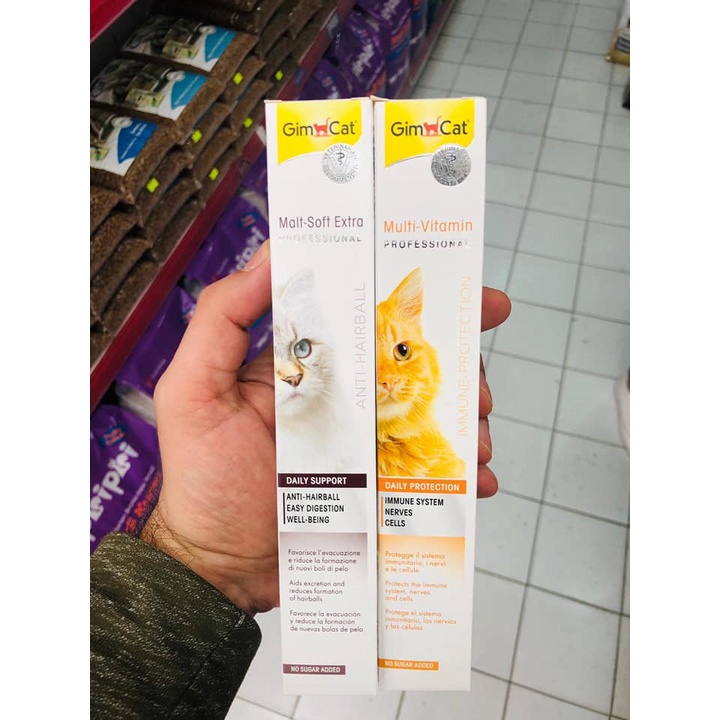 GimCat
Malt-Soft Extra
PROFESSIONAL
ANTI-HAIRBALL
DAILY SUPPORT
ANTI-HAIRBALL
EASY DIGESTION
WELL-BEING
Favorisce l'evacuazione
e riduce la formazione
di nuovi boli di pelo
Aids excretion and
reduces formation
of hairballs
Favorece la evacuación
y reduce la formación
de nuevas bolas de pelo
NO SUGAR ADDED
GimCat
Multi-Vitamin
PROFESSIONAL
IMMUNE-PROTECTION
DAILY PROTECTION
IMMUNE SYSTEM
NERVES
CELLS
Protegge il sistema
immunitario, i nervi
e le cellule
Protects the immune
system, nerves
and cells
Protege el sistema
inmunitario, los nervios
y las células
NO SUGAR ADDED